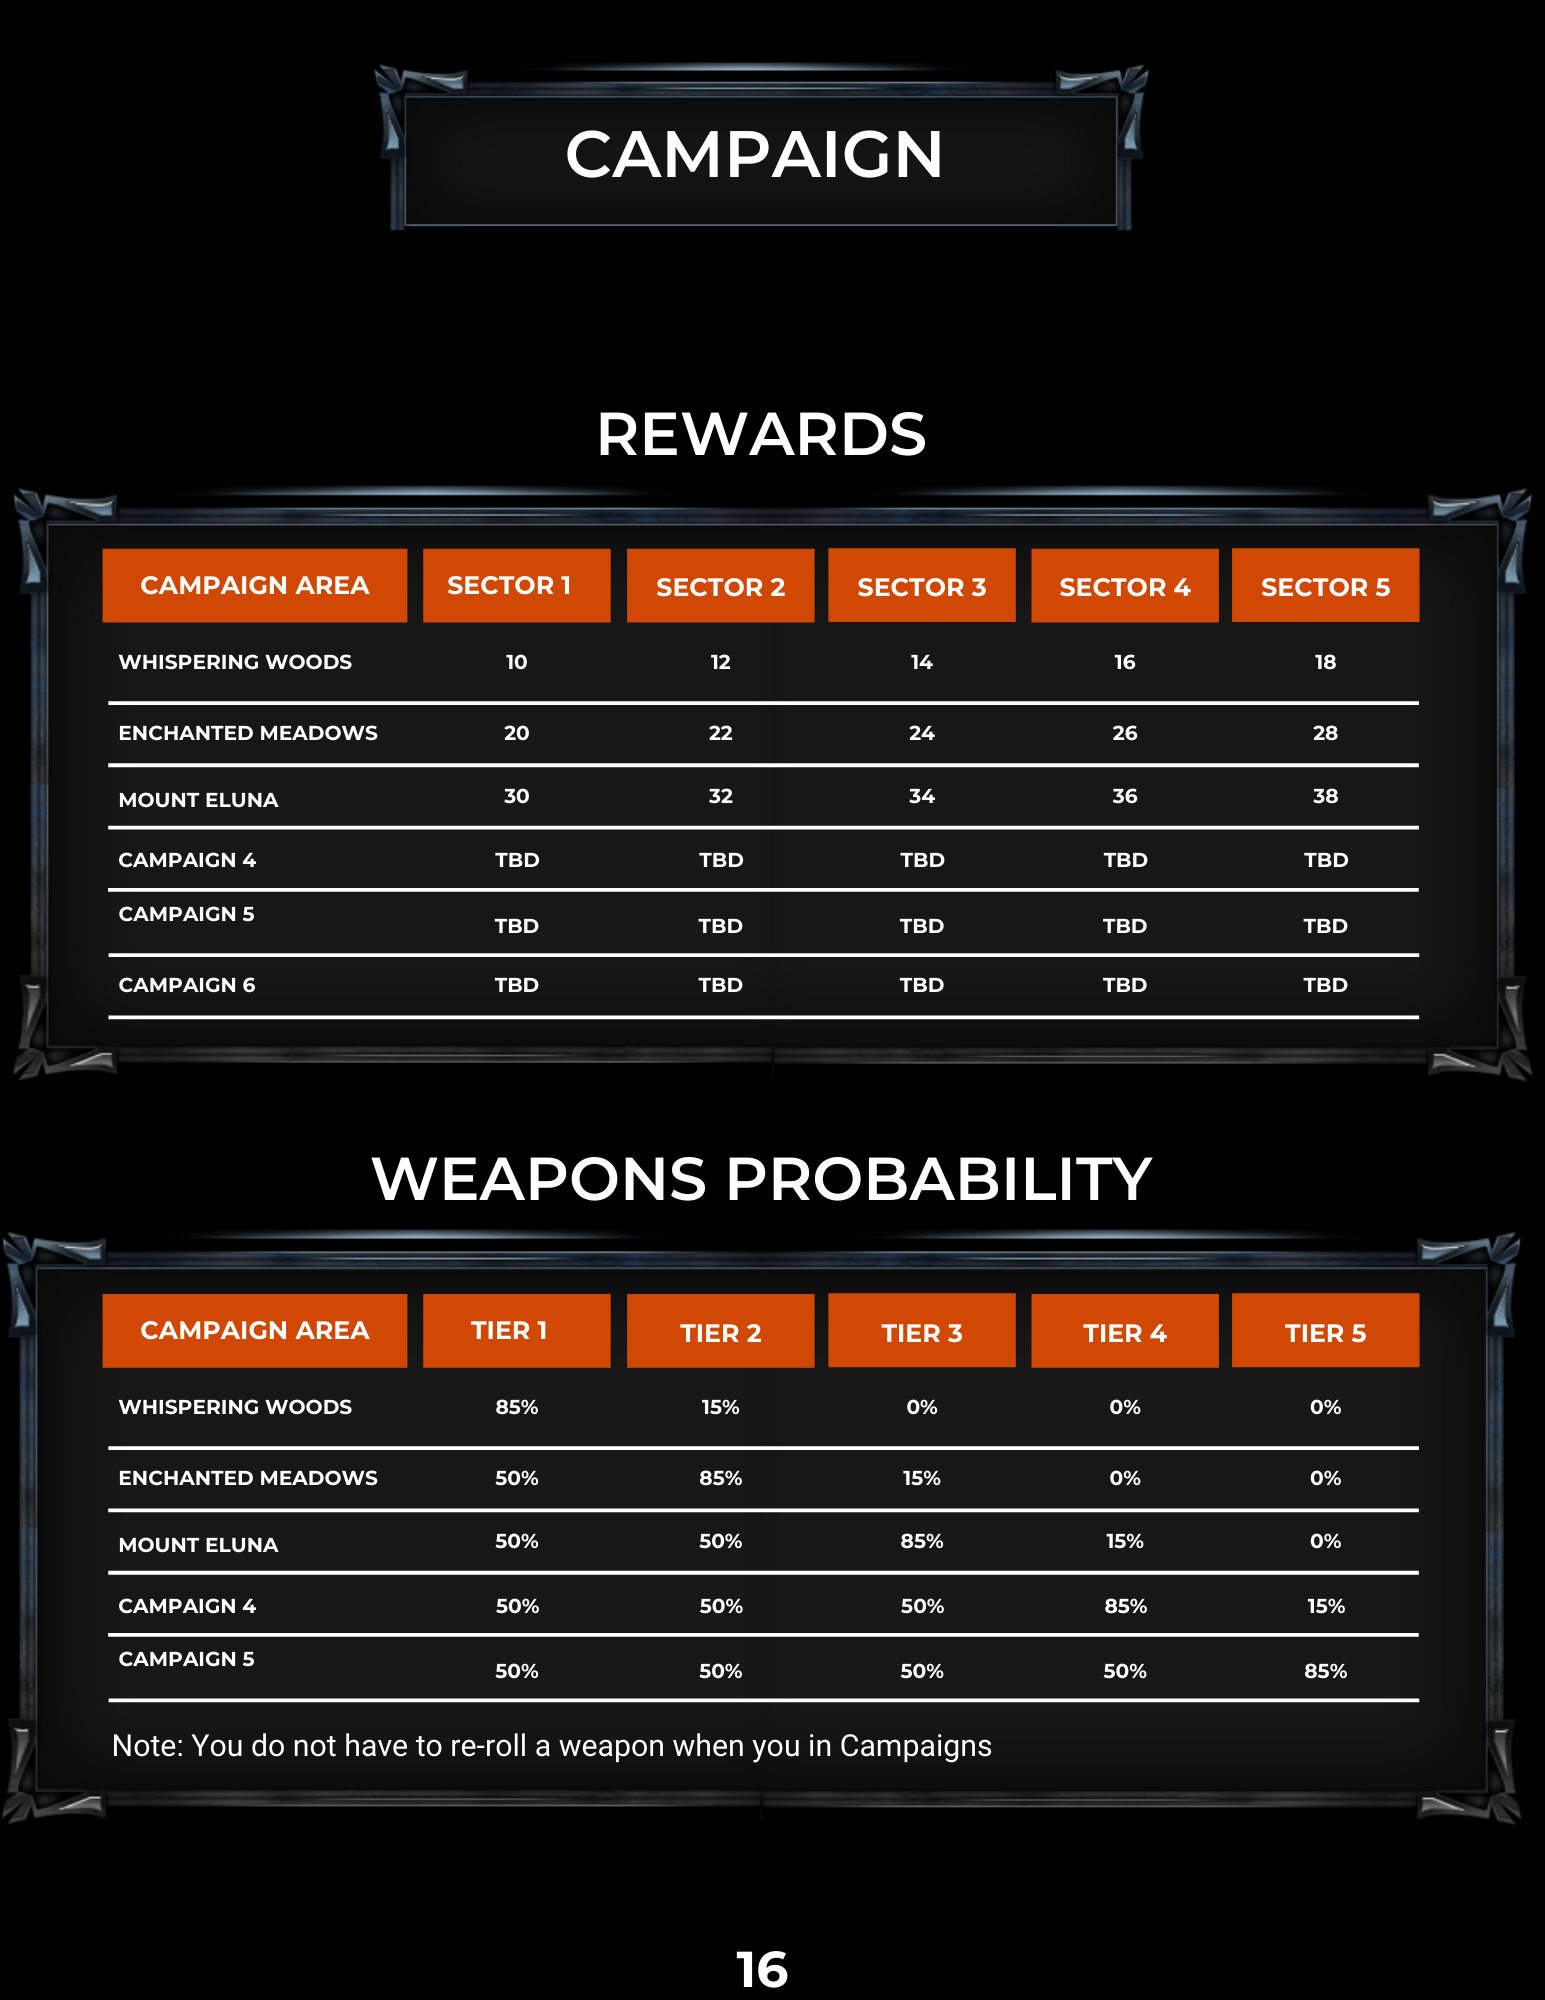 CAMPAIGN
REWARDS
CAMPAIGN AREA SECTOR 1 SECTOR 2 SECTOR 3 SECTOR 4 SECTOR 5
WHISPERING WOODS 10 12 14 16 18
ENCHANTED MEADOWS 20 22 24 26 28
MOUNT ELUNA 30 32 34 36 38
CAMPAIGN 4 TBD TBD TBD TBD TBD
CAMPAIGN 5 TBD TBD TBD TBD TBD
CAMPAIGN 6 TBD TBD TBD TBD TBD
WEAPONS PROBABILITY
CAMPAIGN AREA TIER 1 TIER 2 TIER 3 TIER 4 TIER 5
WHISPERING WOODS 85% 15% 0% 0% 0%
ENCHANTED MEADOWS 50% 85% 15% 0% 0%
MOUNT ELUNA 50% 50% 85% 15% 0%
CAMPAIGN 4 50% 50% 50% 85% 15%
CAMPAIGN 5 50% 50% 50% 50% 85%
Note: You do not have to re-roll a weapon when you in Campaigns
16